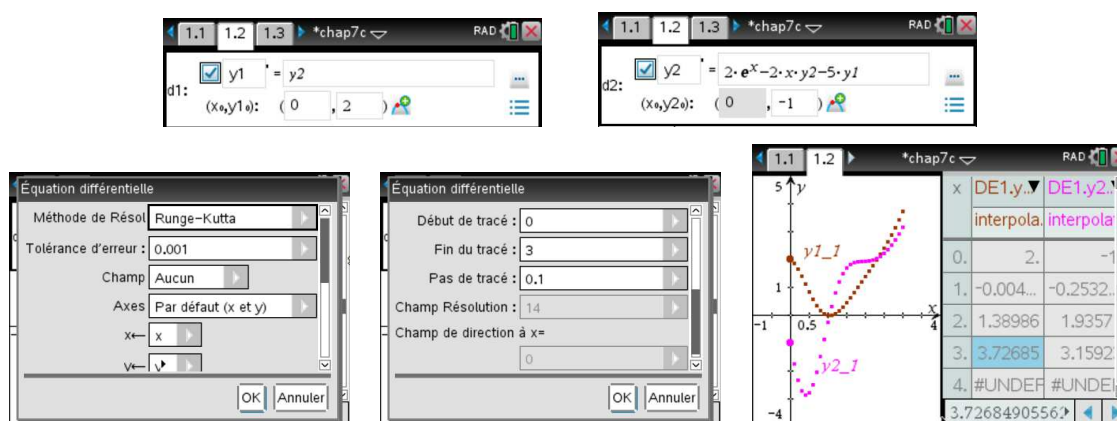 1.1 1.2 1.3 *chap7c RAD
d1: y1 ' = y2
(x₀,y1₀): ( 0 , 2 )
1.1 1.2 1.3 *chap7c RAD
d2: y2 ' = 2·e^x-2·x·y2-5·y1
(x₀,y2₀): ( 0 , -1 )
Équation différentielle
Méthode de Résol Runge-Kutta
Tolérance d'erreur : 0.001
Champ Aucun
Axes Par défaut (x et y)
x← x
OK Annuler
Équation différentielle
Début de tracé : 0
Fin du tracé : 3
Pas de tracé : 0.1
Champ Résolution : 14
Champ de direction à x=
0
OK Annuler
1.1 1.2 *chap7c RAD
5 y
y1_1
1
x
-1 0.5 4
y2_1
-4
x DE1.y... DE1.y2..
interpola. interpola
0. 2. -1
1. -0.004... -0.2532..
2. 1.38986 1.9357
3. 3.72685 3.1592
4. #UNDEF #UNDE
3.7268490556